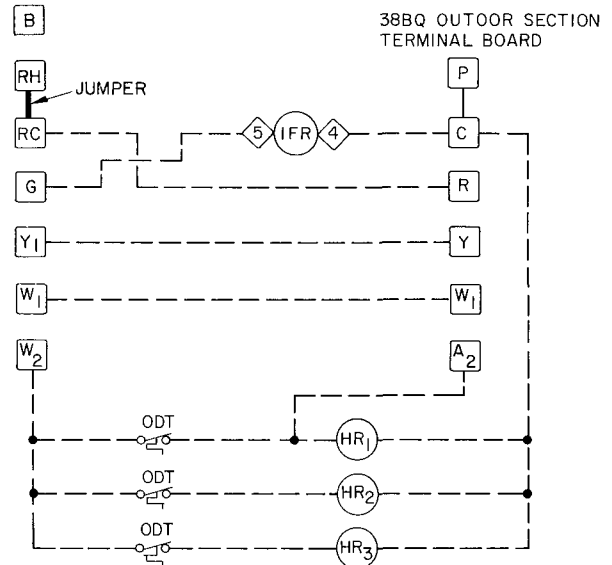 38BQ OUTOOR SECTION
TERMINAL BOARD
B
RH
P
JUMPER
RC
5
IFR
4
C
G
R
Y1
Y
W1
W1
W2
A2
ODT
HR1
ODT
HR2
ODT
HR3